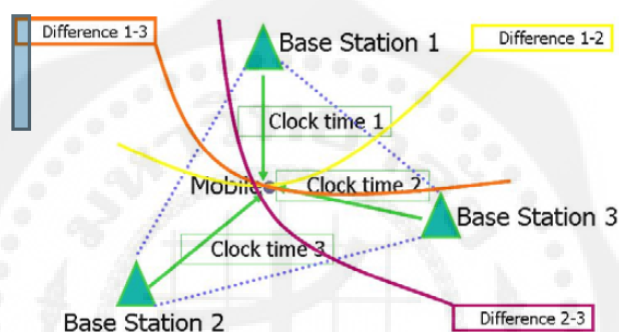 Difference 1-3
Base Station 1
Difference 1-2
Clock time 1
Mobile
Clock time 2
Base Station 3
Clock time 3
Base Station 2
Difference 2-3